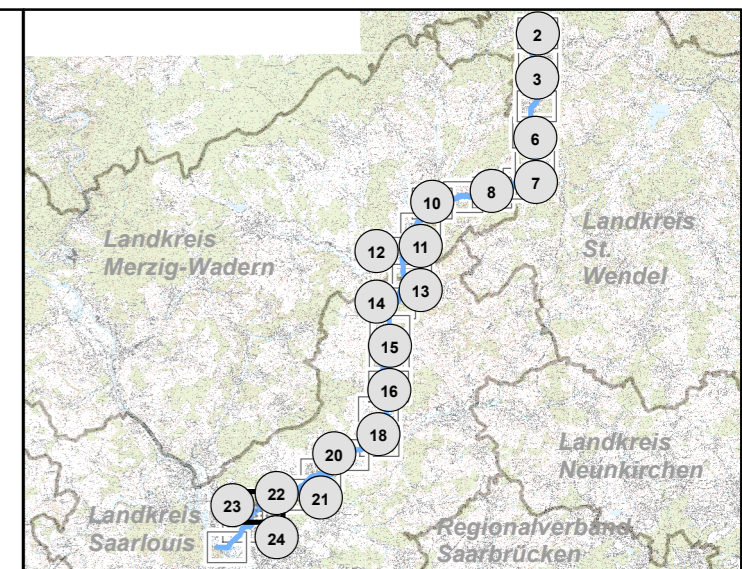 2
3
6
7
8
10
Landkreis
St.
Wendel
Landkreis
Merzig-Wadern
11
12
13
14
15
16
18
Landkreis
Neunkirchen
20
21
22
23
24
Landkreis
Saarlouis
Regionalverband
Saarbrücken